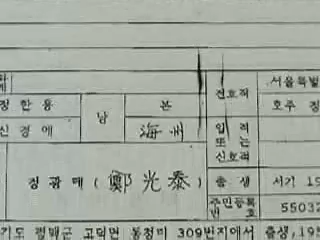 전호적 서울특별
정한용 남 본 호주 정
신경에 海州 입적
또는
신호적
정광태(鄭光泰) 출생 서기 19
주민등록
번호 55032
기도 평택군 고덕면 동청리 309번지에서 출생,195